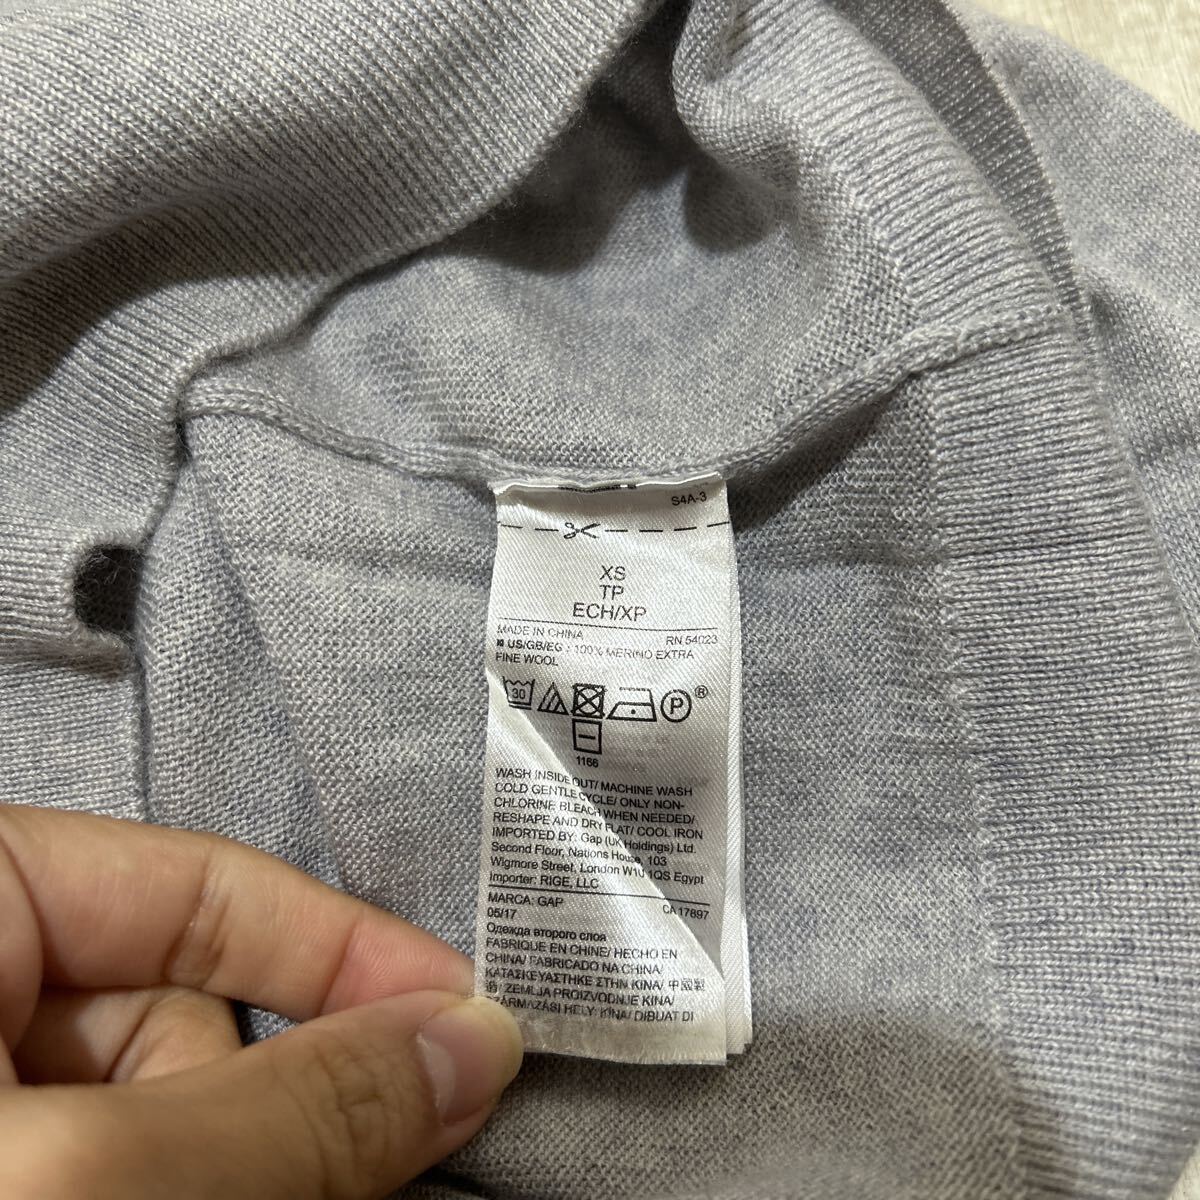 S4A-3
XS
TP
ECH/XP
MADE IN CHINA RN 54023
US/GB/EG : 100% MERINO EXTRA
FINE WOOL
30 P ®
1166
WASH INSIDE OUT/ MACHINE WASH
COLD GENTLE CYCLE/ ONLY NON-
CHLORINE BLEACH WHEN NEEDED/
RESHAPE AND DRY FLAT/ COOL IRON
IMPORTED BY: Gap (UK Holdings) Ltd.
Second Floor, Nations House, 103
Wigmore Street, London W1U 1QS Egypt
Importer: RIGE, LLC
MARCA: GAP CA 17897
05/17
Одежда второго слоя
FABRIQUE EN CHINE/ HECHO EN
CHINA/ FABRICADO NA CHINA/
ΚΑΤΑΣΚΕΥΑΣΤΗΚΕ ΣΤΗΝ ΚΙΝΑ/ 中國製
造/ ZEMLJA PROIZVODNJE KINA/
SZÁRMAZÁSI HELY: KÍNA/ DIBUAT DI